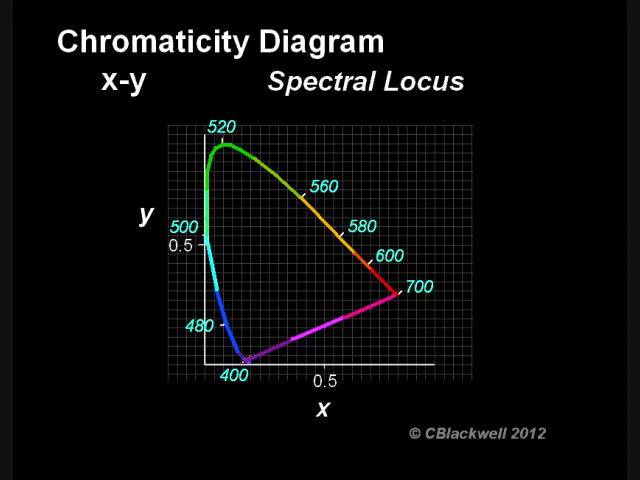 Chromaticity Diagram
x-y
Spectral Locus
520
560
y
500
580
0.5
600
700
480
400
0.5
x
© CBlackwell 2012